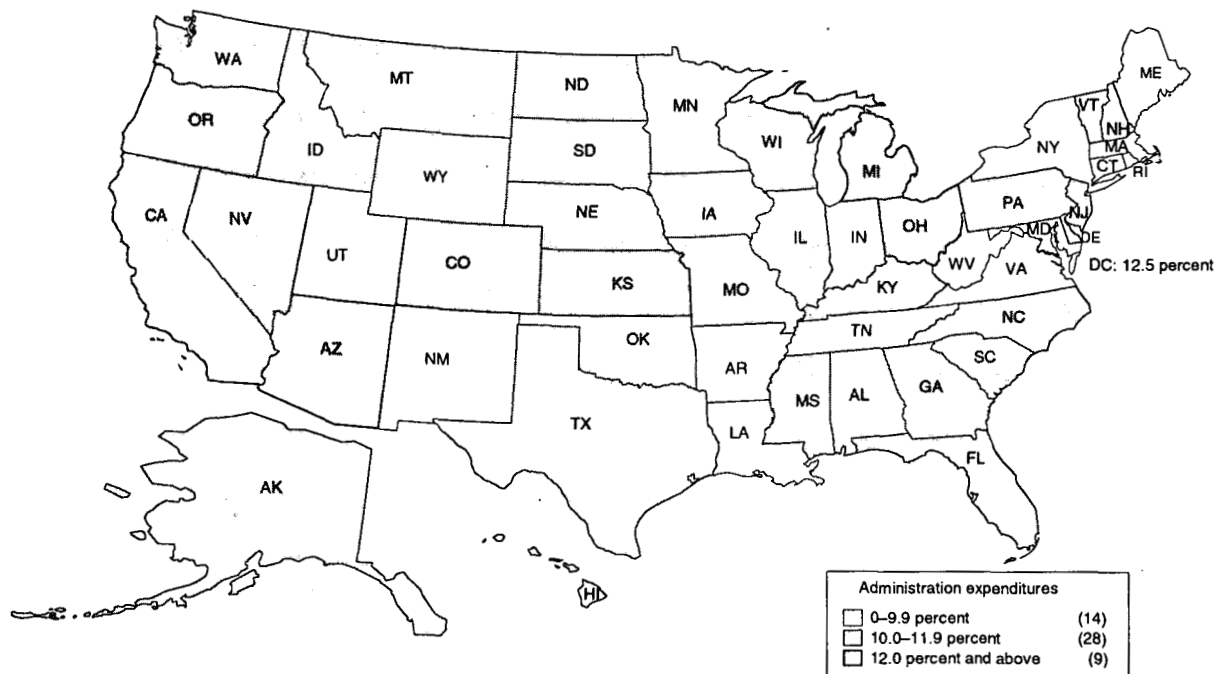 WA
MT
ND
MN
ME
OR
ID
SD
WI
VT
NH
NY
MA
WY
MI
CT
RI
CA
NV
NE
IA
PA
NJ
UT
CO
IL
IN
OH
MD
DE
WV
DC: 12.5 percent
KS
MO
KY
VA
AZ
NM
OK
TN
NC
AR
SC
MS
AL
GA
TX
LA
FL
AK
HI
Administration expenditures
0–9.9 percent (14)
10.0–11.9 percent (28)
12.0 percent and above (9)